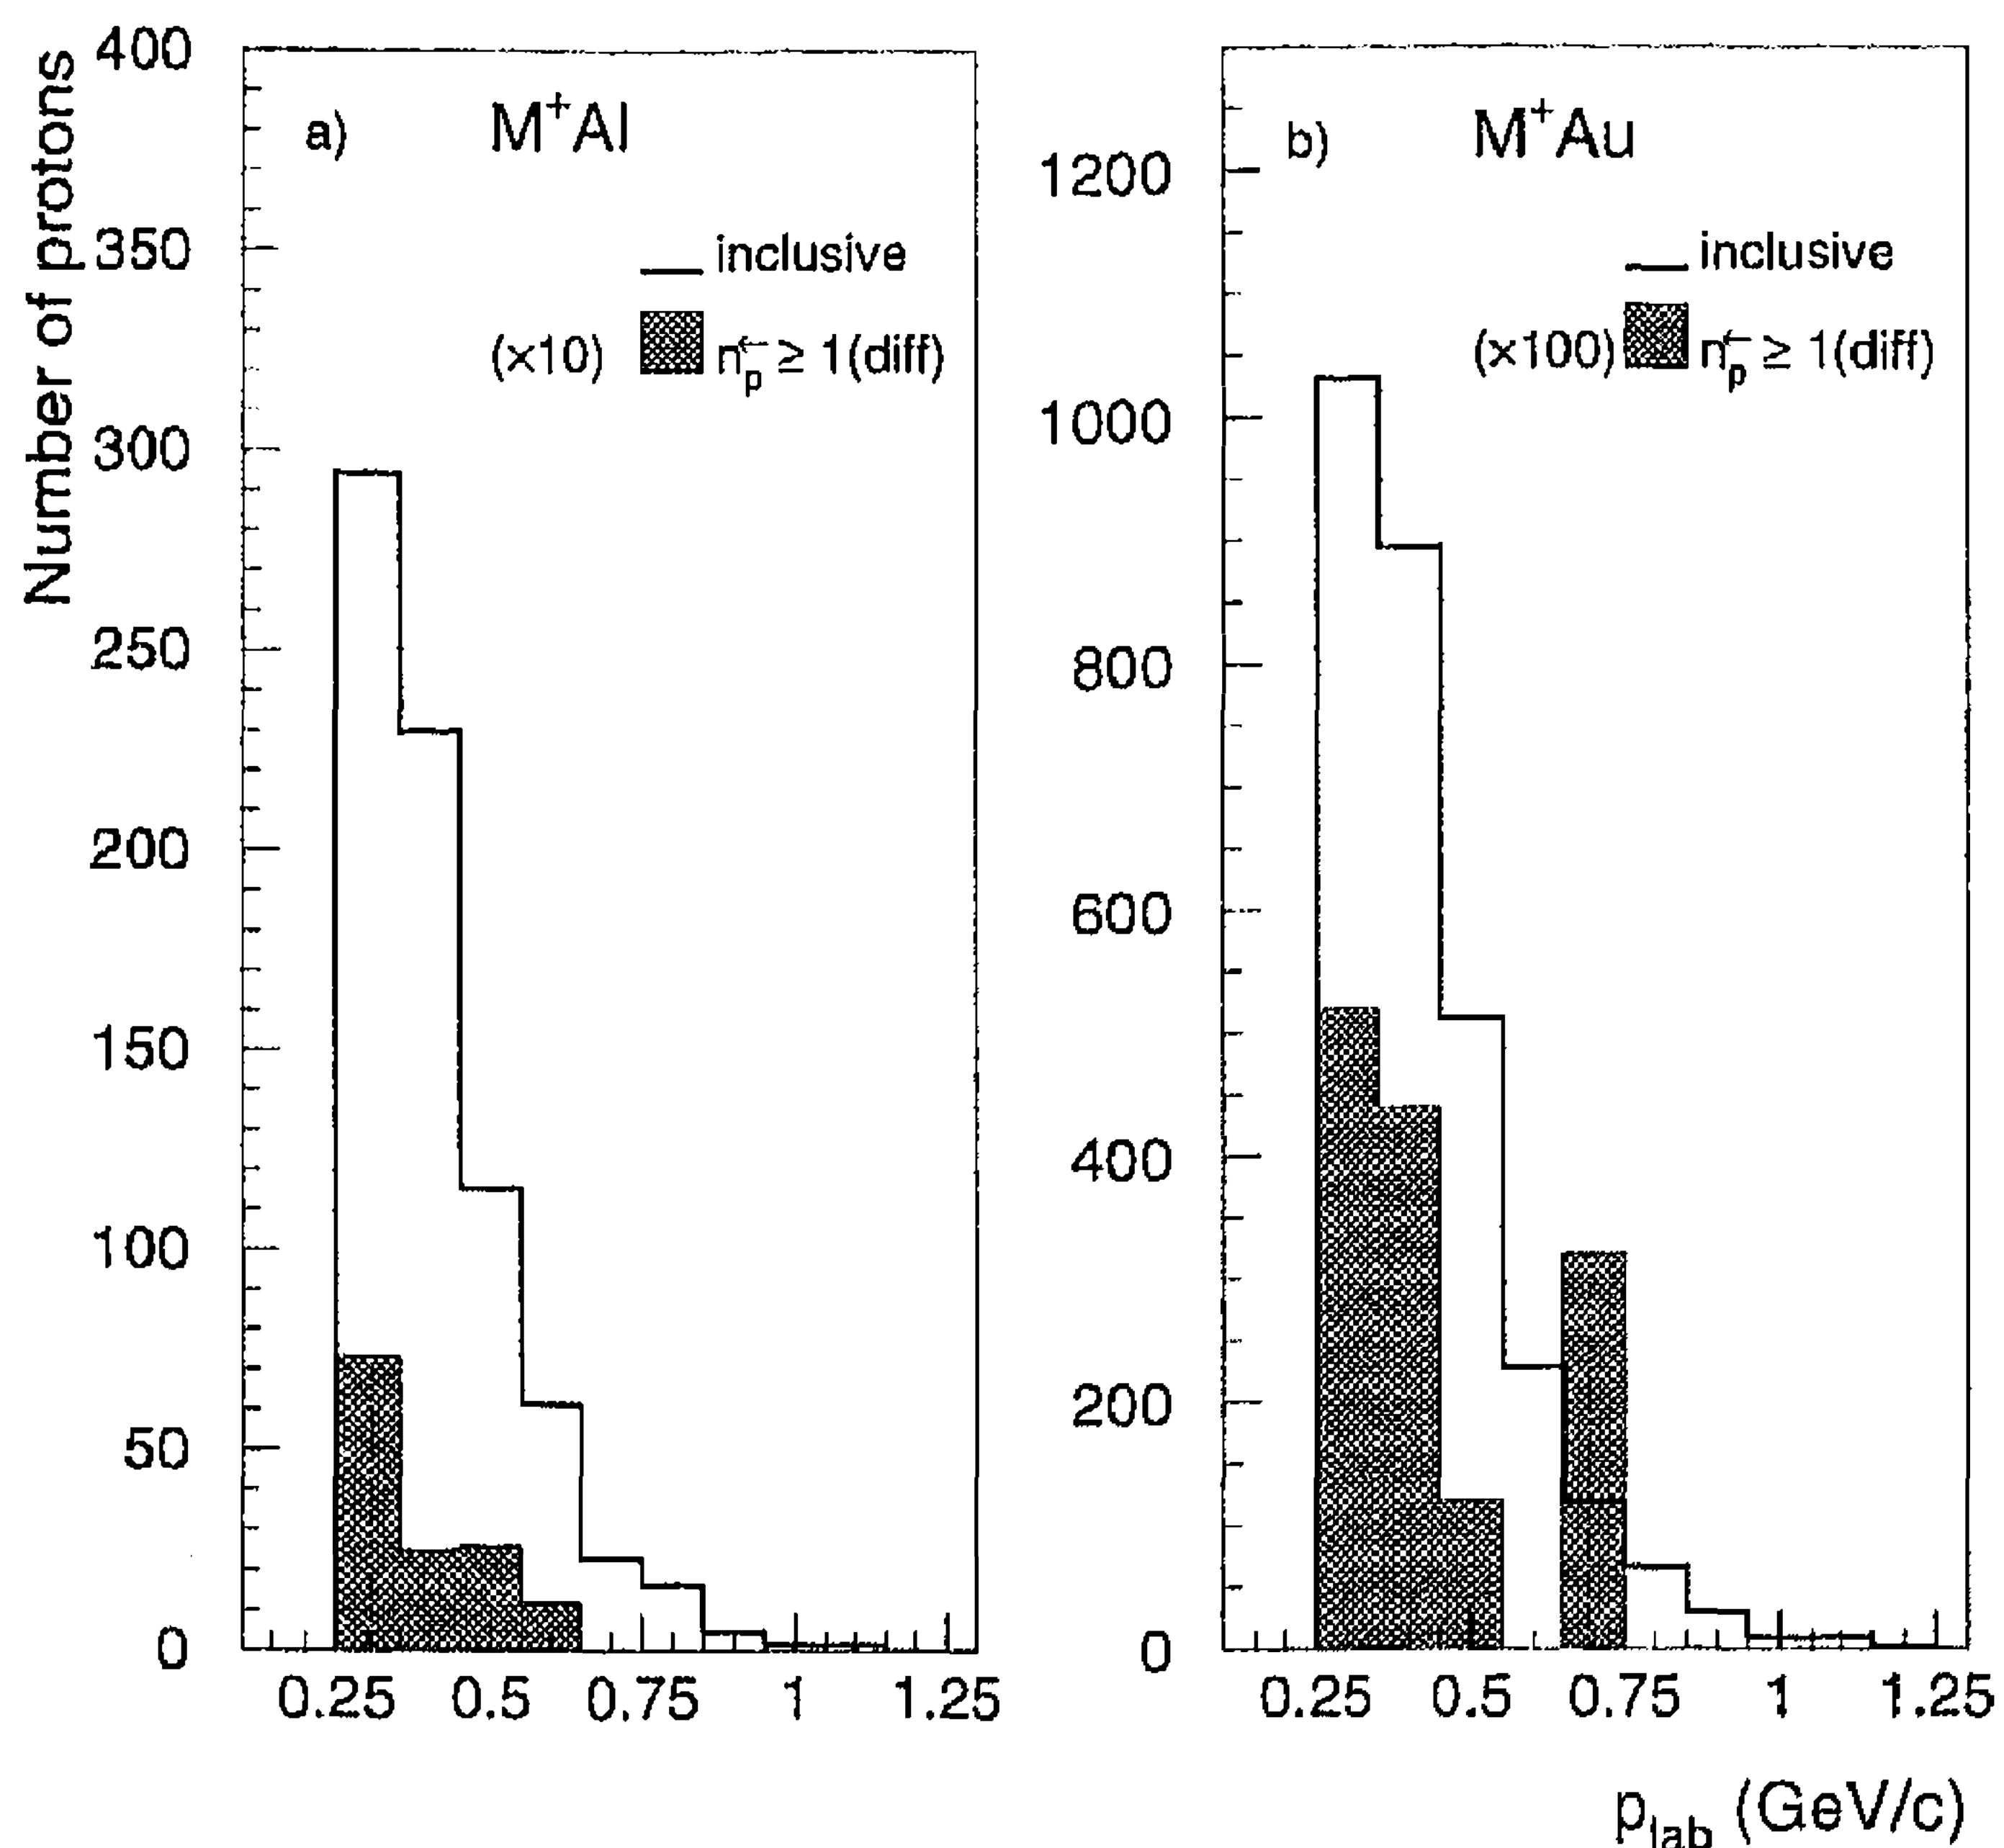 Number of protons
400
350
300
250
200
150
100
50
0
a) M⁺Al
inclusive
(×10) n←p ≥ 1(diff)
0.25 0.5 0.75 1 1.25
1200
1000
800
600
400
200
0
b) M⁺Au
inclusive
(×100) n←p ≥ 1(diff)
0.25 0.5 0.75 1 1.25
p_lab (GeV/c)